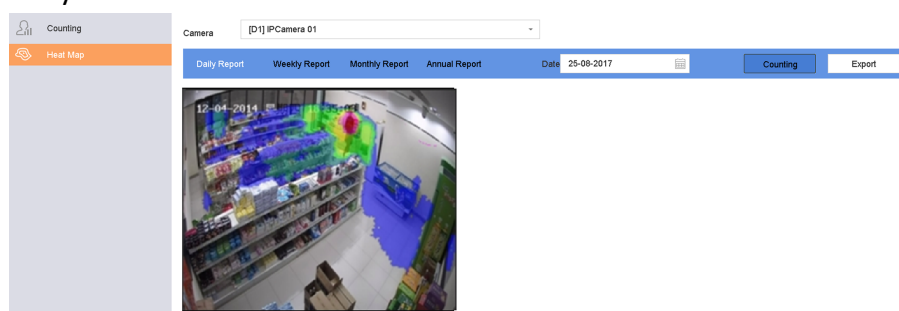 Counting
Camera [D1] IPCamera 01
Heat Map
Daily Report Weekly Report Monthly Report Annual Report Date 25-08-2017 Counting Export
12-04-2014